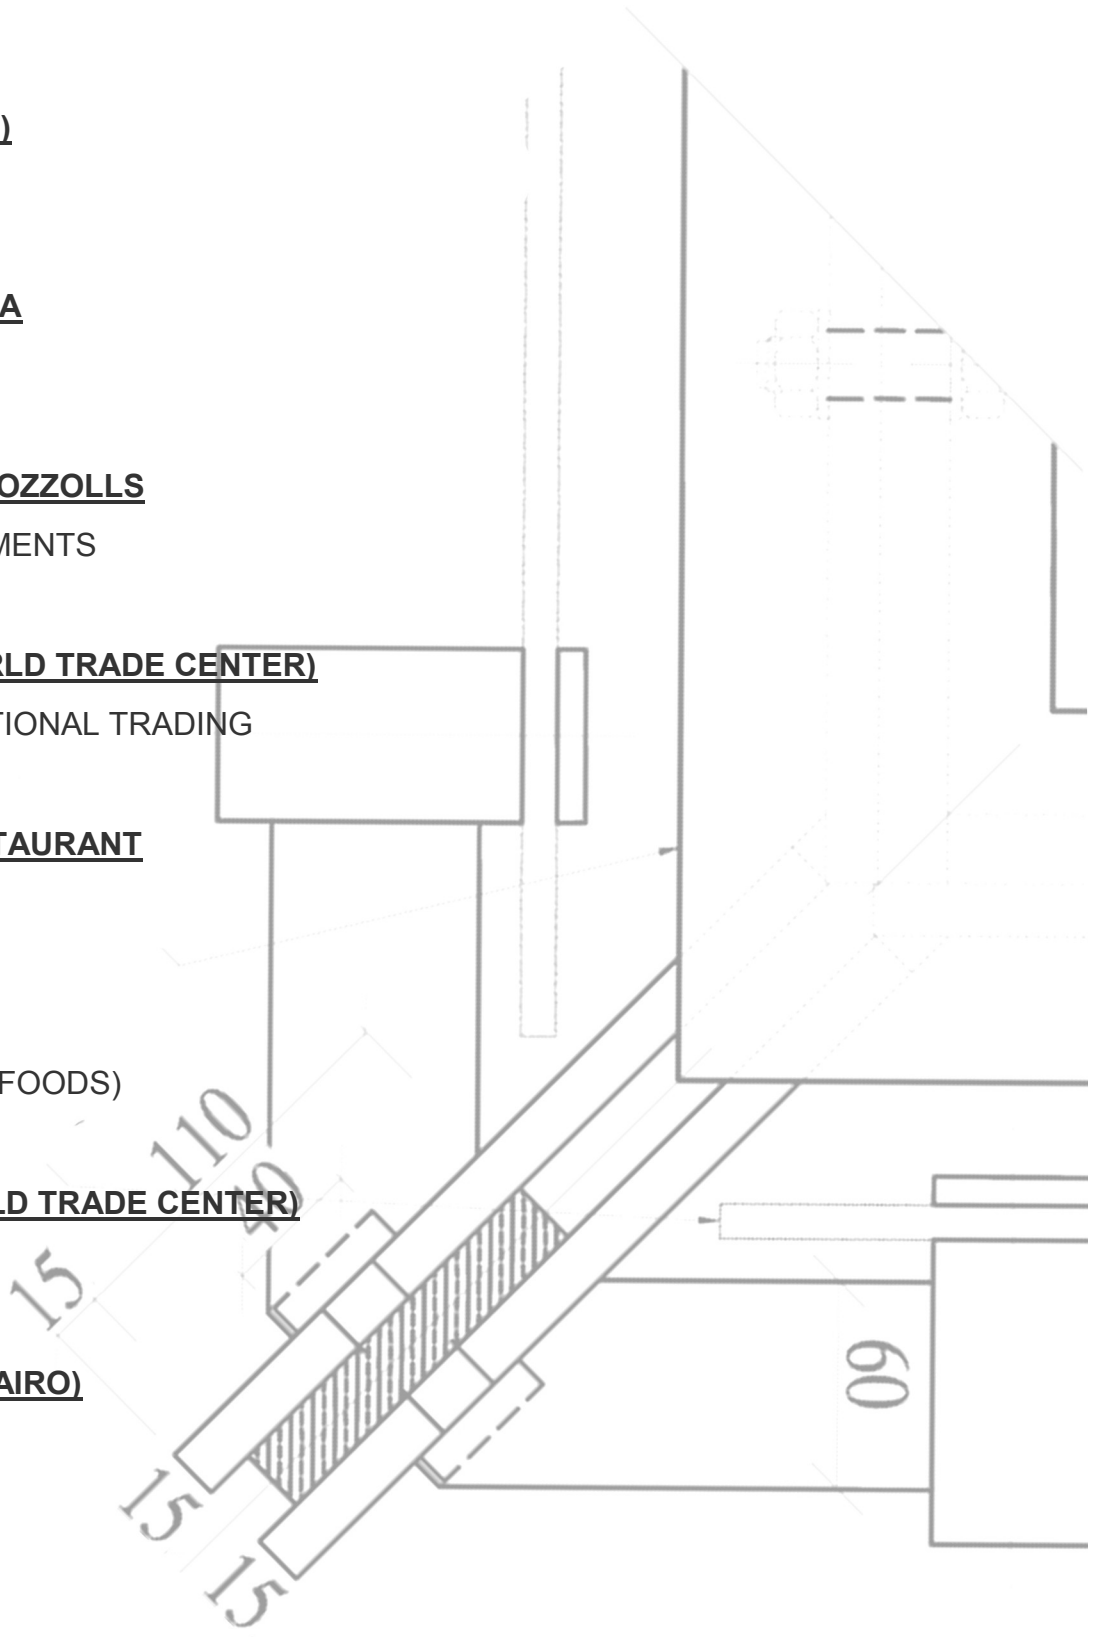 )
A
OZZOLLS
MENTS
RLD TRADE CENTER)
TIONAL TRADING
TAURANT
FOODS)
110
40
LD TRADE CENTER)
15
60
AIRO)
15
15